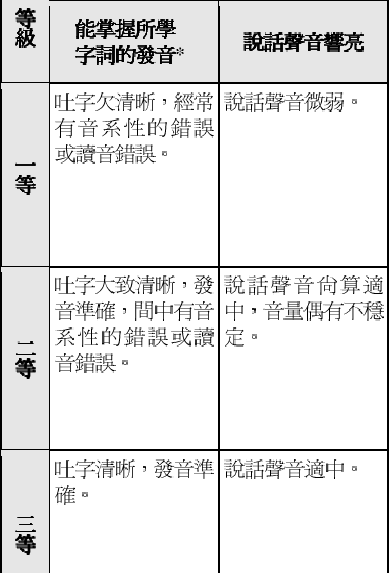 等級
能掌握所學
字詞的發音*
說話聲音響亮
一等
吐字欠清晰，經常
有音系性的錯誤
或讀音錯誤。
說話聲音微弱。
二等
吐字大致清晰，發
音準確，間中有音
系性的錯誤或讀
音錯誤。
說話聲音尚算適
中，音量偶有不穩
定。
三等
吐字清晰，發音準
確。
說話聲音適中。